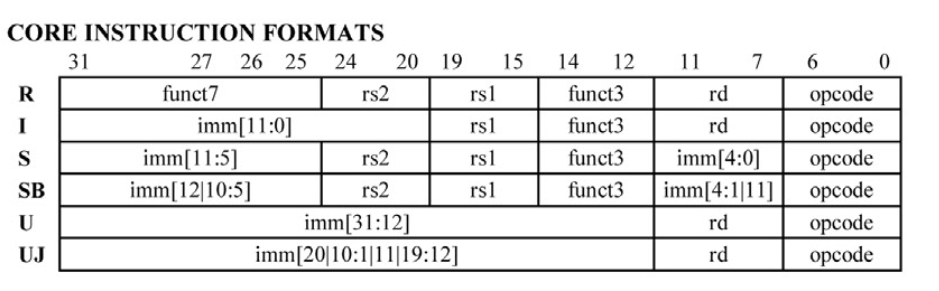 CORE INSTRUCTION FORMATS
31 27 26 25 24 20 19 15 14 12 11 7 6 0
R funct7 rs2 rs1 funct3 rd opcode
I imm[11:0] rs1 funct3 rd opcode
S imm[11:5] rs2 rs1 funct3 imm[4:0] opcode
SB imm[12|10:5] rs2 rs1 funct3 imm[4:1|11] opcode
U imm[31:12] rd opcode
UJ imm[20|10:1|11|19:12] rd opcode